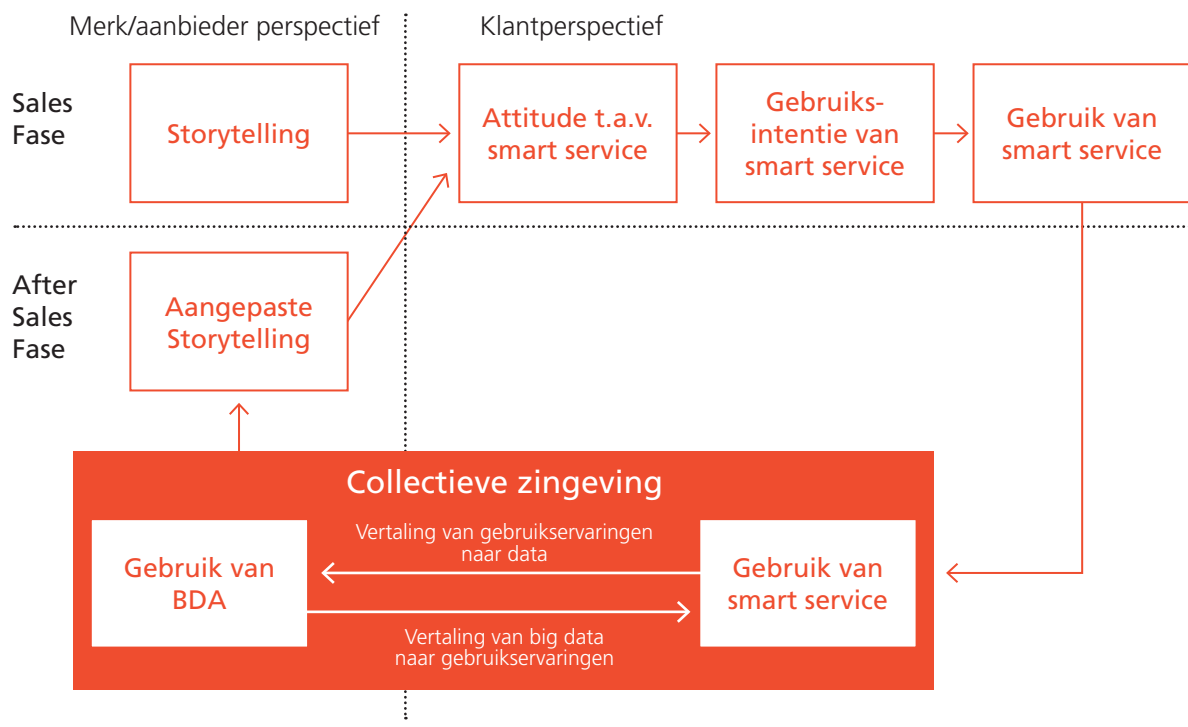 Merk/aanbieder perspectief
Klantperspectief
Sales
Fase
Storytelling
Attitude t.a.v.
smart service
Gebruiks-
intentie van
smart service
Gebruik van
smart service
After
Sales
Fase
Aangepaste
Storytelling
Collectieve zingeving
Gebruik van
BDA
Vertaling van gebruikservaringen
naar data
Vertaling van big data
naar gebruikservaringen
Gebruik van
smart service